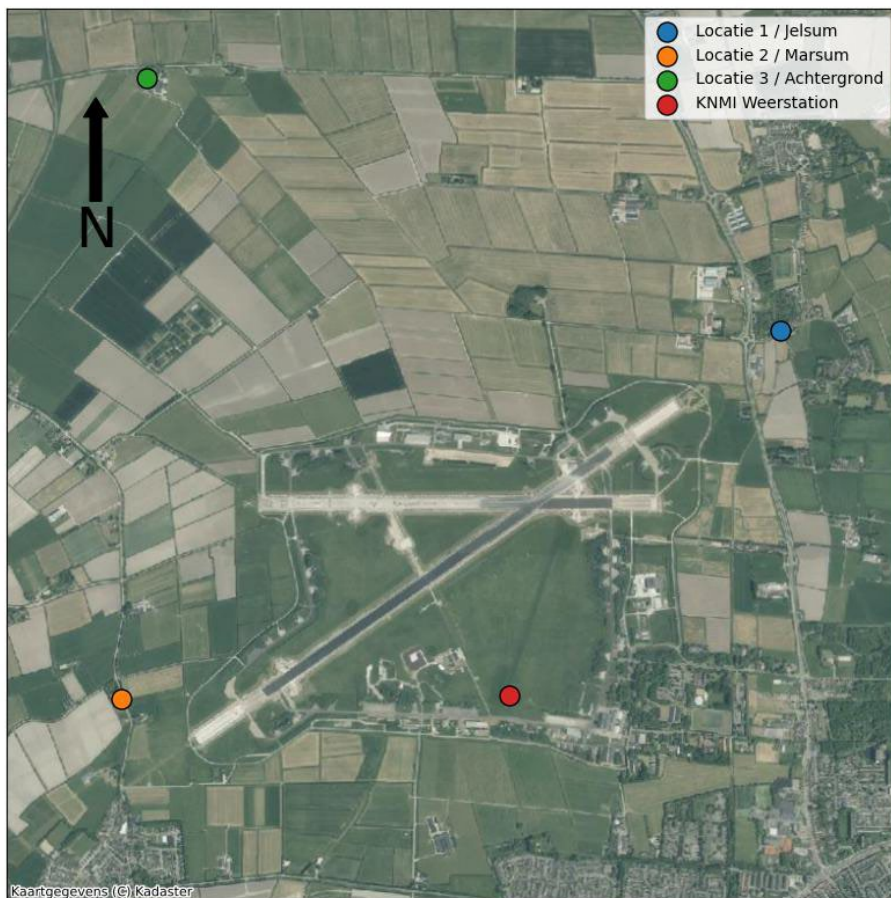 Locatie 1 / Jelsum
Locatie 2 / Marsum
Locatie 3 / Achtergrond
KNMI Weerstation
N
Kaartgegevens (C) Kadaster